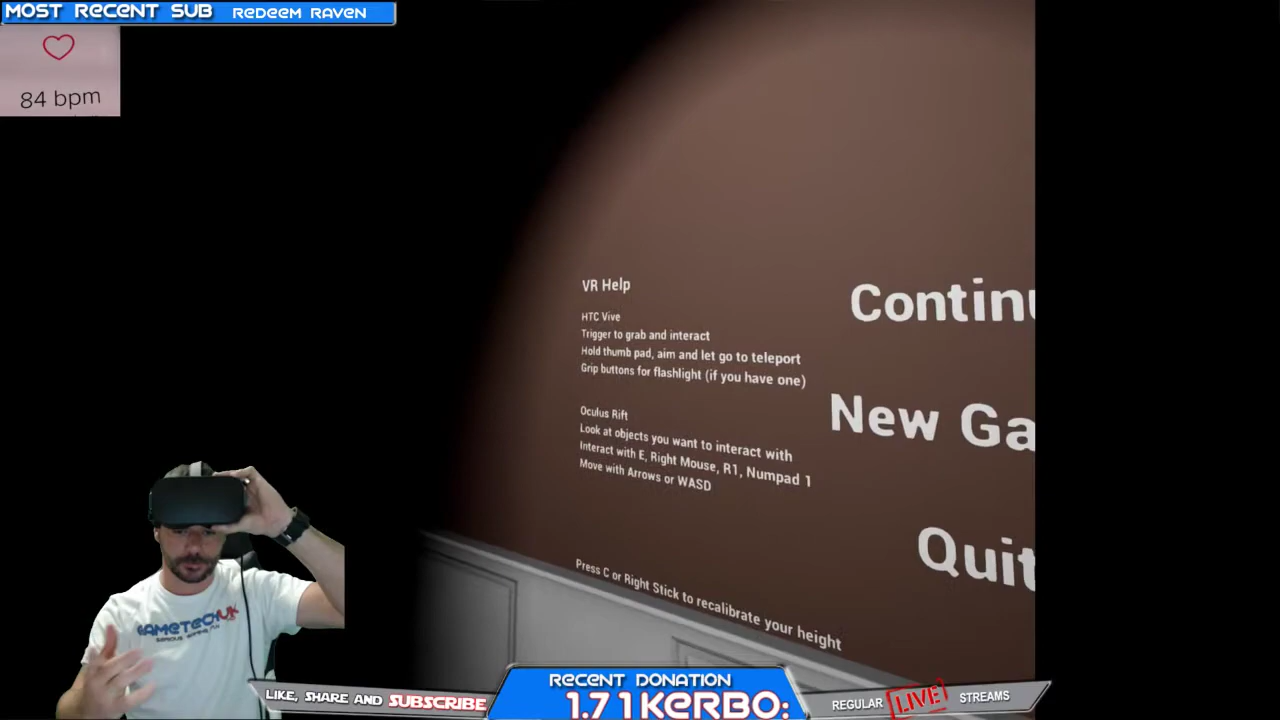 MOST RECENT SUB REDEEM RAVEN
84 bpm
VR Help
HTC Vive
Trigger to grab and interact
Hold thumb pad, aim and let go to teleport
Grip buttons for flashlight (if you have one)
Oculus Rift
Look at objects you want to interact with
Interact with E, Right Mouse, R1, Numpad 1
Move with Arrows or WASD
Press C or Right Stick to recalibrate your height
Continu
New Ga
Quit
GAMETECHUK
LIKE, SHARE AND SUBSCRIBE
RECENT DONATION
1.71KERBO:
REGULAR LIVE STREAMS